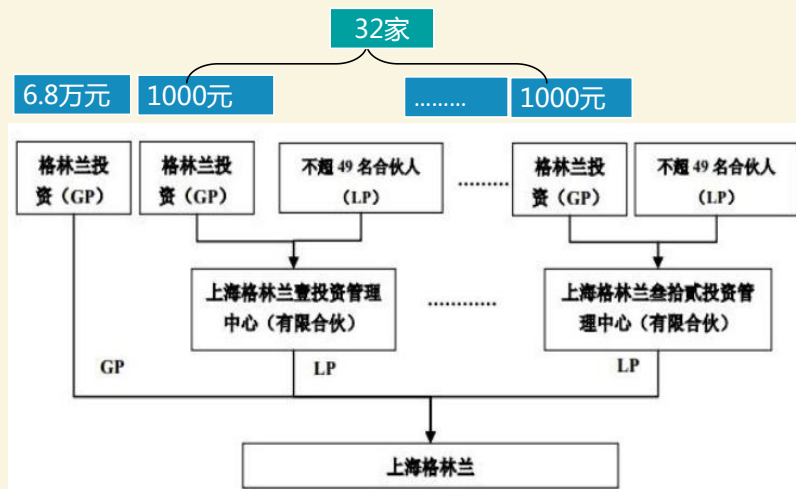 32家
6.8万元
1000元
.........
1000元
格林兰投
资（GP）
格林兰投
资（GP）
不超 49 名合伙人
（LP）
.........
格林兰投
资（GP）
不超 49 名合伙人
（LP）
上海格林兰壹投资管理
中心（有限合伙）
............
上海格林兰叁拾贰投资管
理中心（有限合伙）
GP
LP
LP
上海格林兰